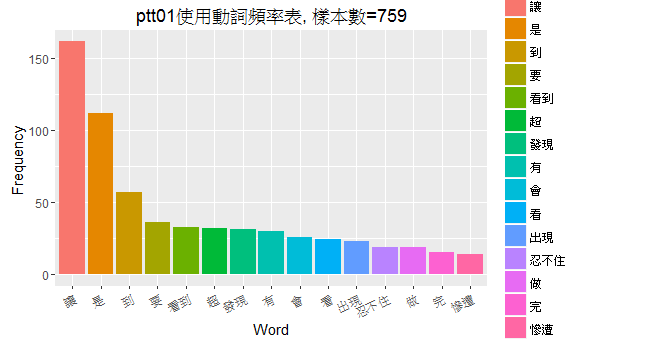 ptt01使用動詞頻率表, 樣本數=759
Frequency
150
100
50
0
讓 是 到 要 看到 超 發現 有 會 看 出現 忍不住 做 完 慘遭
Word
讓
是
到
要
看到
超
發現
有
會
看
出現
忍不住
做
完
慘遭